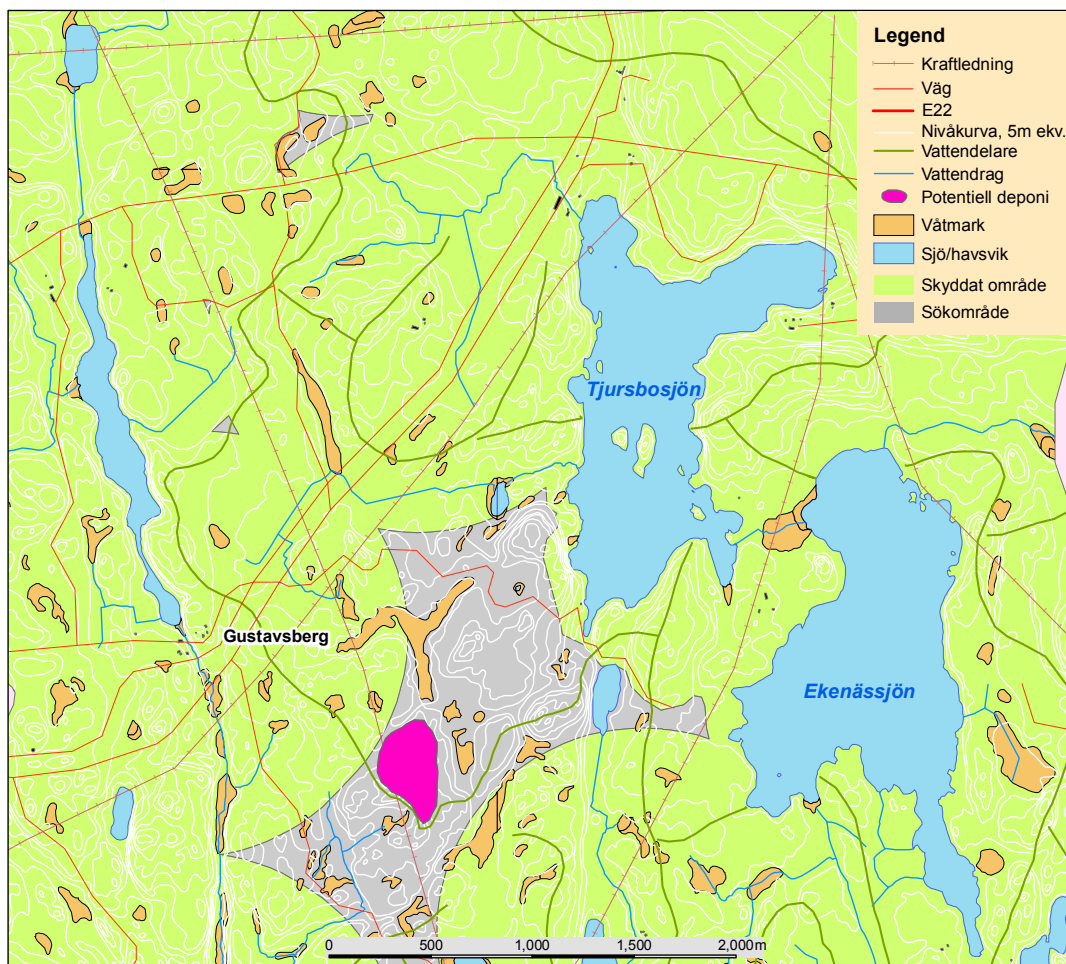 Legend
Kraftledning
Väg
E22
Nivåkurva, 5m ekv.
Vattendelare
Vattendrag
Potentiell deponi
Våtmark
Sjö/havsvik
Skyddat område
Sökområde
Tjursbosjön
Gustavsberg
Ekenässjön
0 500 1,000 1,500 2,000 m